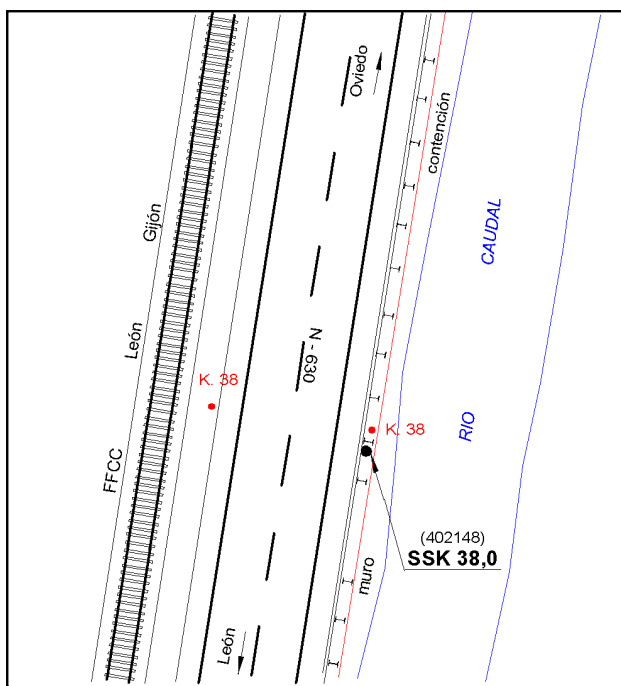 Oviedo
contención
Gijón
CAUDAL
León
N - 630
K. 38
K. 38
RIO
FFCC
(402148)
SSK 38,0
muro
León